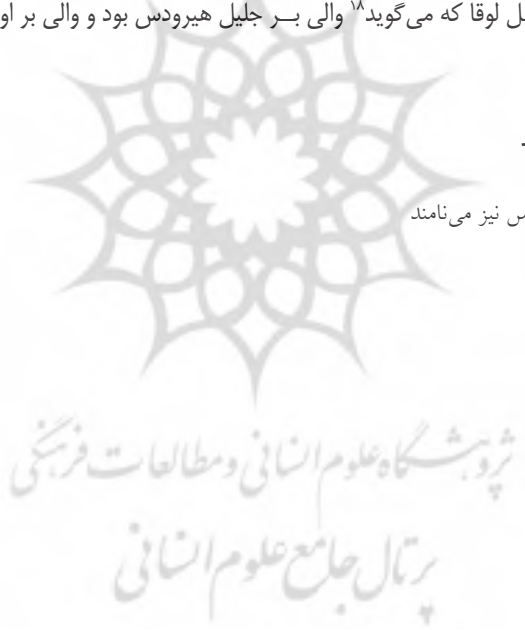 ل لوقا که می‌گوید۱۸ والی بــر جلیل هیرودس بود و والی بر او
س نیز می‌نامند
پژوهشگاه علوم انسانی و مطالعات فرهنگی
پرتال جامع علوم انسانی